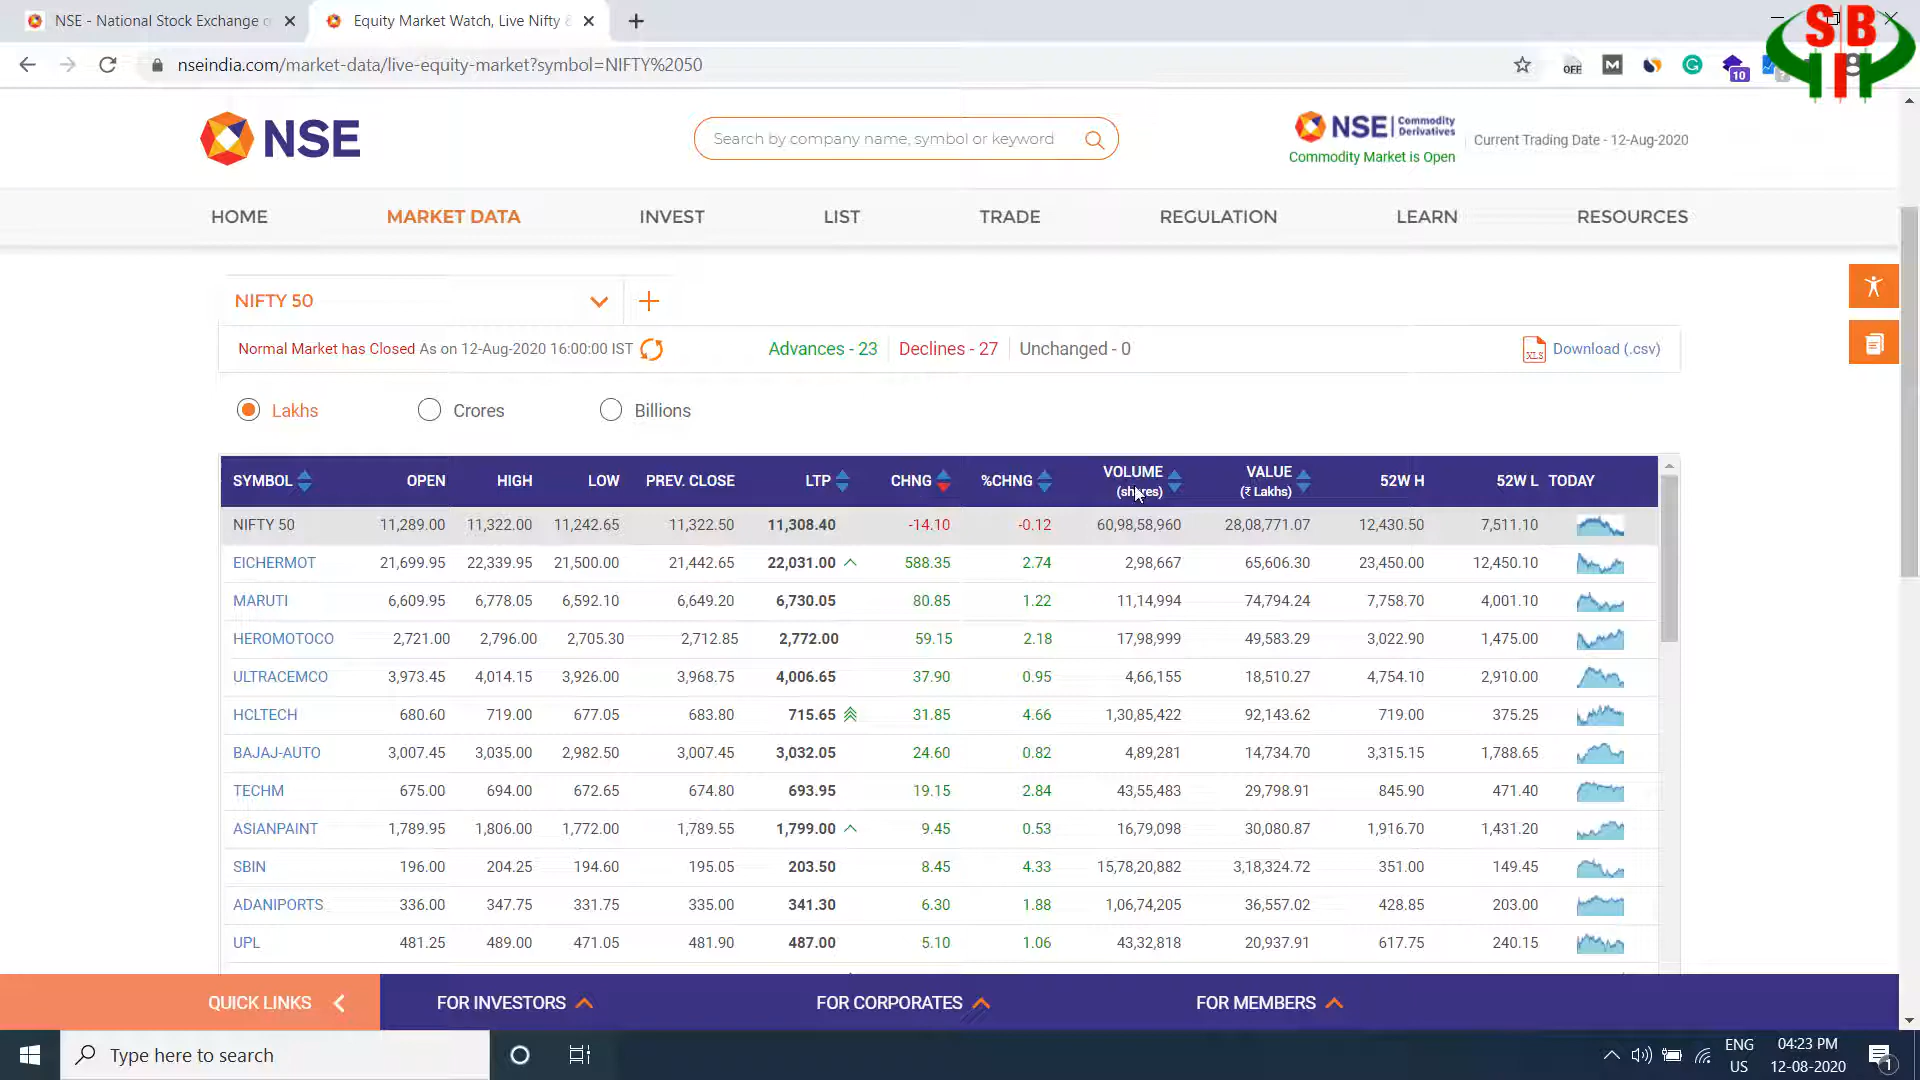 NSE - National Stock Exchange o
Equity Market Watch, Live Nifty &
SB
nseindia.com/market-data/live-equity-market?symbol=NIFTY%2050
OFF
M
10
NSE
Search by company name, symbol or keyword
NSE Commodity Derivatives
Commodity Market is Open
Current Trading Date - 12-Aug-2020
HOME MARKET DATA INVEST LIST TRADE REGULATION LEARN RESOURCES
NIFTY 50
Normal Market has Closed As on 12-Aug-2020 16:00:00 IST
Advances - 23 Declines - 27 Unchanged - 0
XLS Download (.csv)
Lakhs Crores Billions
SYMBOL OPEN HIGH LOW PREV. CLOSE LTP CHNG %CHNG VOLUME (shares) VALUE (₹ Lakhs) 52W H 52W L TODAY
NIFTY 50 11,289.00 11,322.00 11,242.65 11,322.50 11,308.40 -14.10 -0.12 60,98,58,960 28,08,771.07 12,430.50 7,511.10
EICHERMOT 21,699.95 22,339.95 21,500.00 21,442.65 22,031.00 588.35 2.74 2,98,667 65,606.30 23,450.00 12,450.10
MARUTI 6,609.95 6,778.05 6,592.10 6,649.20 6,730.05 80.85 1.22 11,14,994 74,794.24 7,758.70 4,001.10
HEROMOTOCO 2,721.00 2,796.00 2,705.30 2,712.85 2,772.00 59.15 2.18 17,98,999 49,583.29 3,022.90 1,475.00
ULTRACEMCO 3,973.45 4,014.15 3,926.00 3,968.75 4,006.65 37.90 0.95 4,66,155 18,510.27 4,754.10 2,910.00
HCLTECH 680.60 719.00 677.05 683.80 715.65 31.85 4.66 1,30,85,422 92,143.62 719.00 375.25
BAJAJ-AUTO 3,007.45 3,035.00 2,982.50 3,007.45 3,032.05 24.60 0.82 4,89,281 14,734.70 3,315.15 1,788.65
TECHM 675.00 694.00 672.65 674.80 693.95 19.15 2.84 43,55,483 29,798.91 845.90 471.40
ASIANPAINT 1,789.95 1,806.00 1,772.00 1,789.55 1,799.00 9.45 0.53 16,79,098 30,080.87 1,916.70 1,431.20
SBIN 196.00 204.25 194.60 195.05 203.50 8.45 4.33 15,78,20,882 3,18,324.72 351.00 149.45
ADANIPORTS 336.00 347.75 331.75 335.00 341.30 6.30 1.88 1,06,74,205 36,557.02 428.85 203.00
UPL 481.25 489.00 471.05 481.90 487.00 5.10 1.06 43,32,818 20,937.91 617.75 240.15
QUICK LINKS FOR INVESTORS FOR CORPORATES FOR MEMBERS
Type here to search
ENG
US
04:23 PM
12-08-2020
1